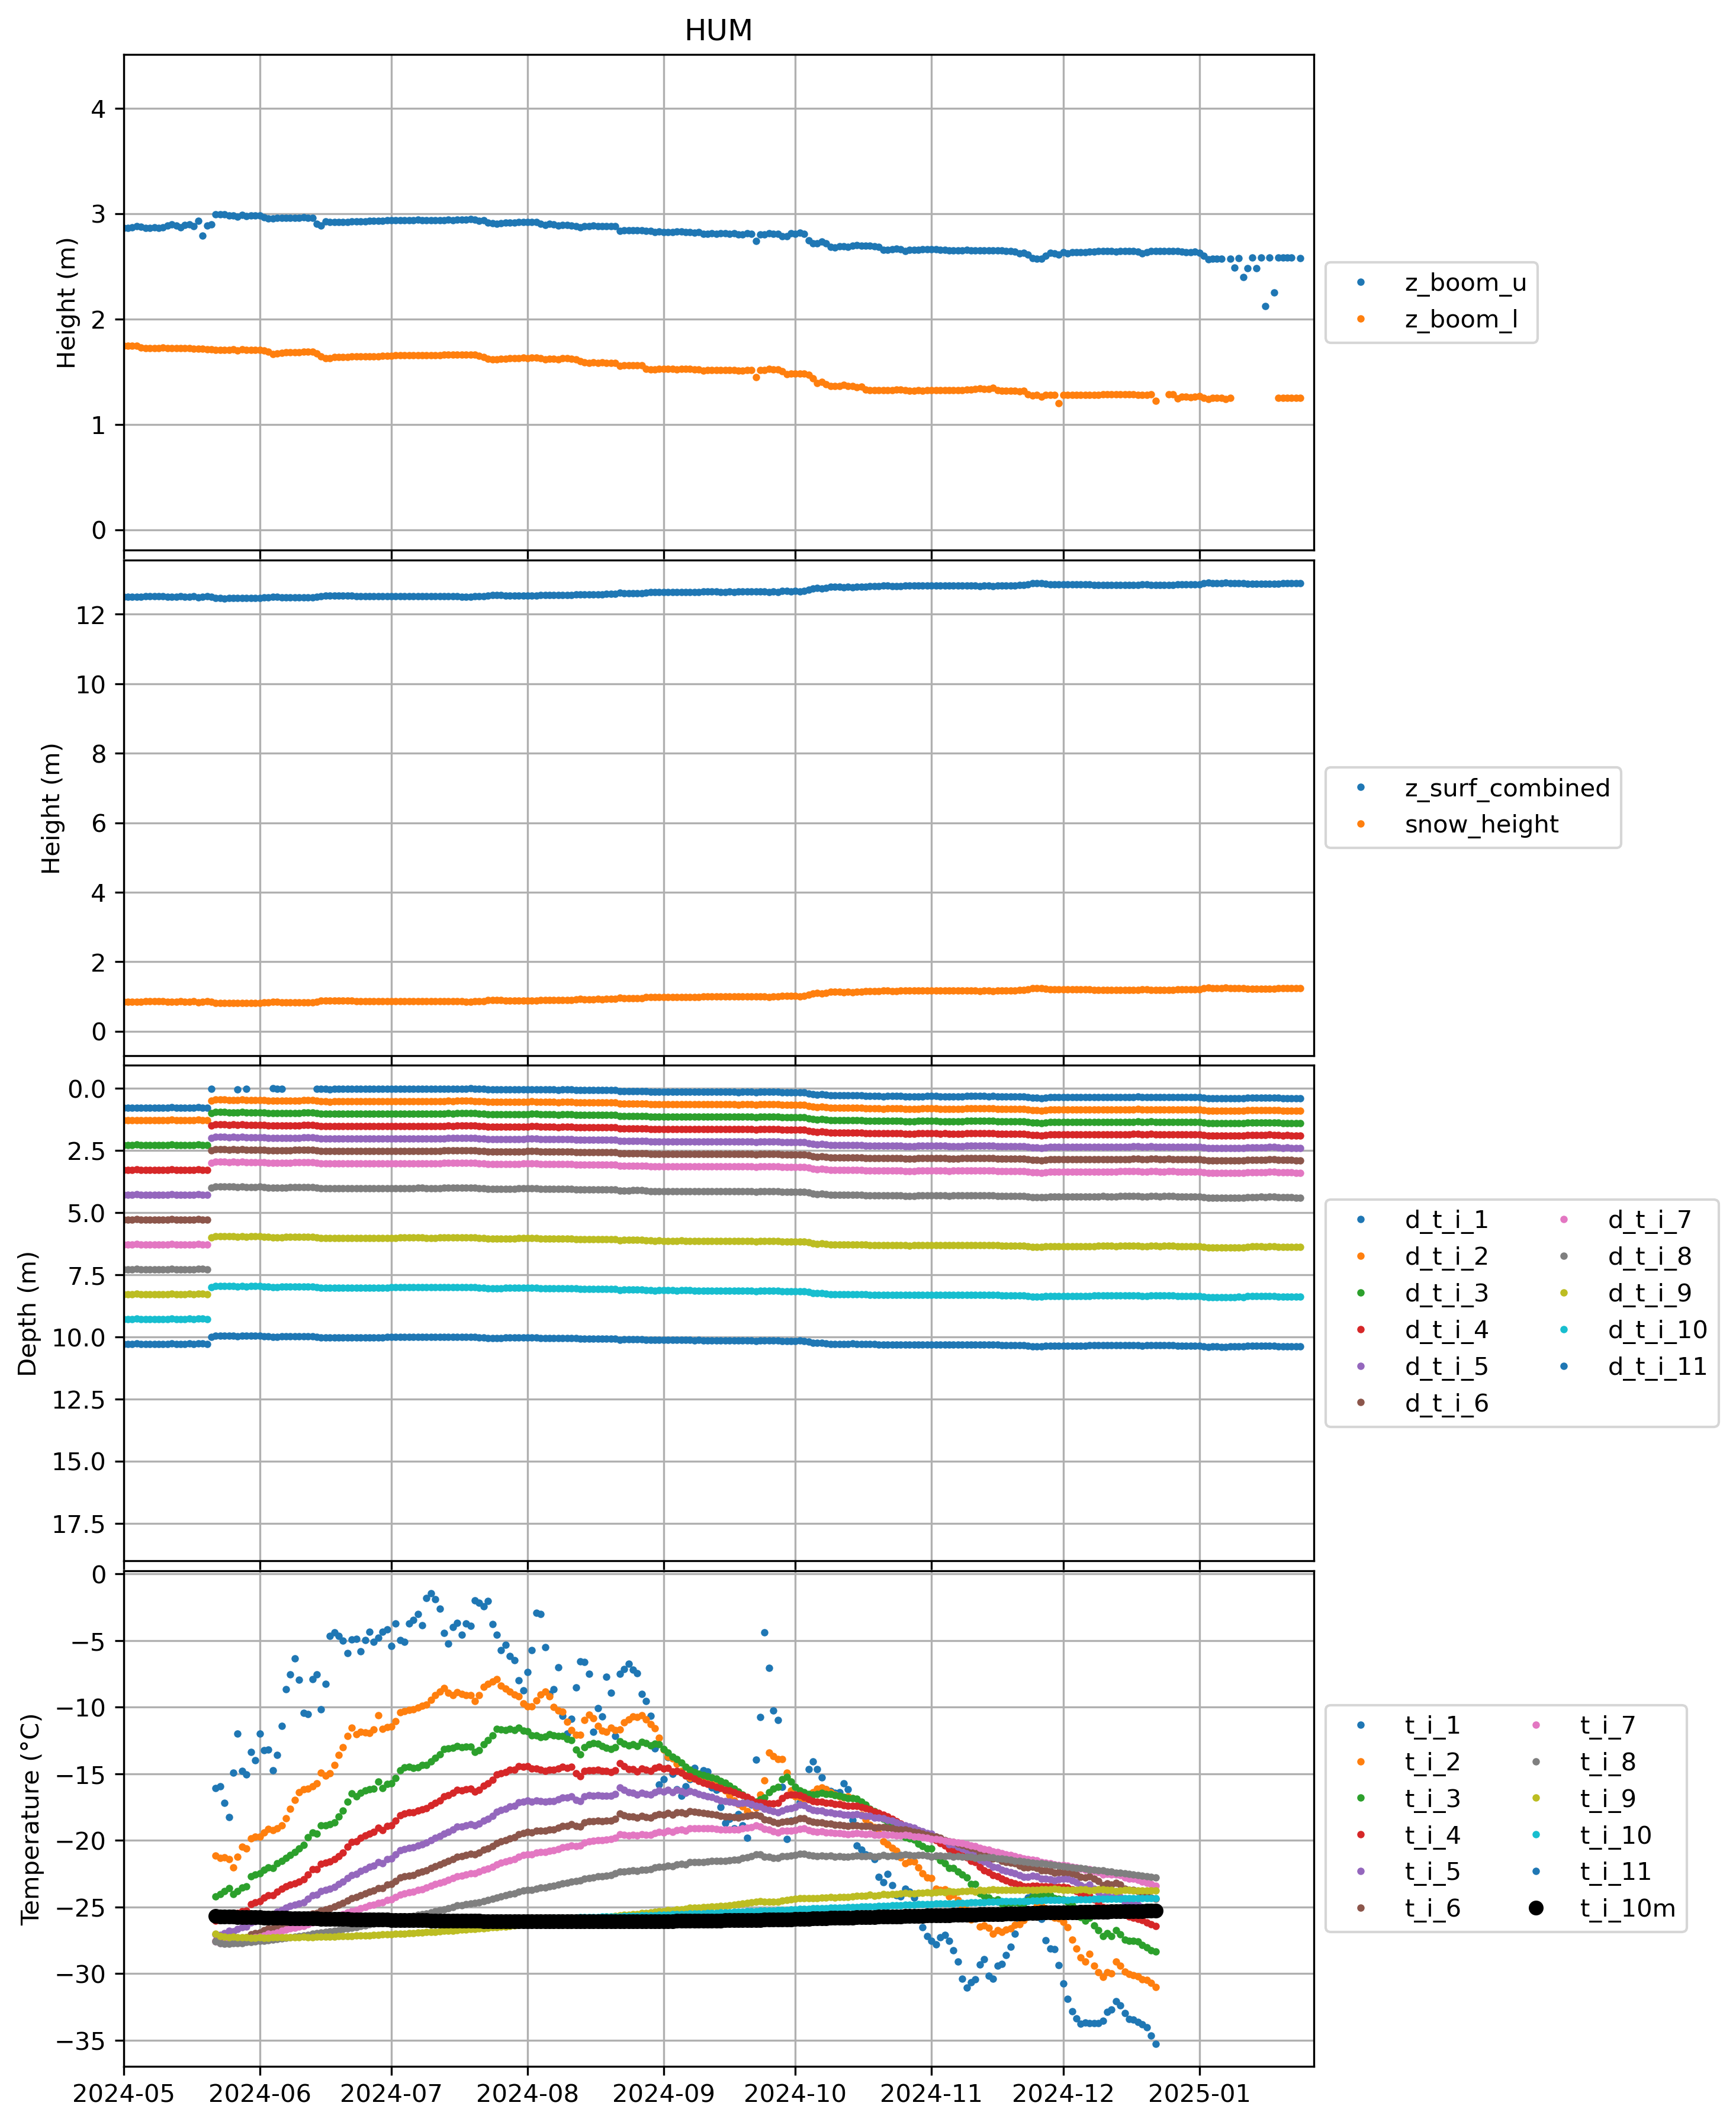 HUM
Height (m)
4
3
2
1
0
z_boom_u
z_boom_l
Height (m)
12
10
8
6
4
2
0
z_surf_combined
snow_height
Depth (m)
0.0
2.5
5.0
7.5
10.0
12.5
15.0
17.5
d_t_i_1
d_t_i_2
d_t_i_3
d_t_i_4
d_t_i_5
d_t_i_6
d_t_i_7
d_t_i_8
d_t_i_9
d_t_i_10
d_t_i_11
Temperature (°C)
0
−5
−10
−15
−20
−25
−30
−35
t_i_1
t_i_2
t_i_3
t_i_4
t_i_5
t_i_6
t_i_7
t_i_8
t_i_9
t_i_10
t_i_11
t_i_10m
2024-05 2024-06 2024-07 2024-08 2024-09 2024-10 2024-11 2024-12 2025-01